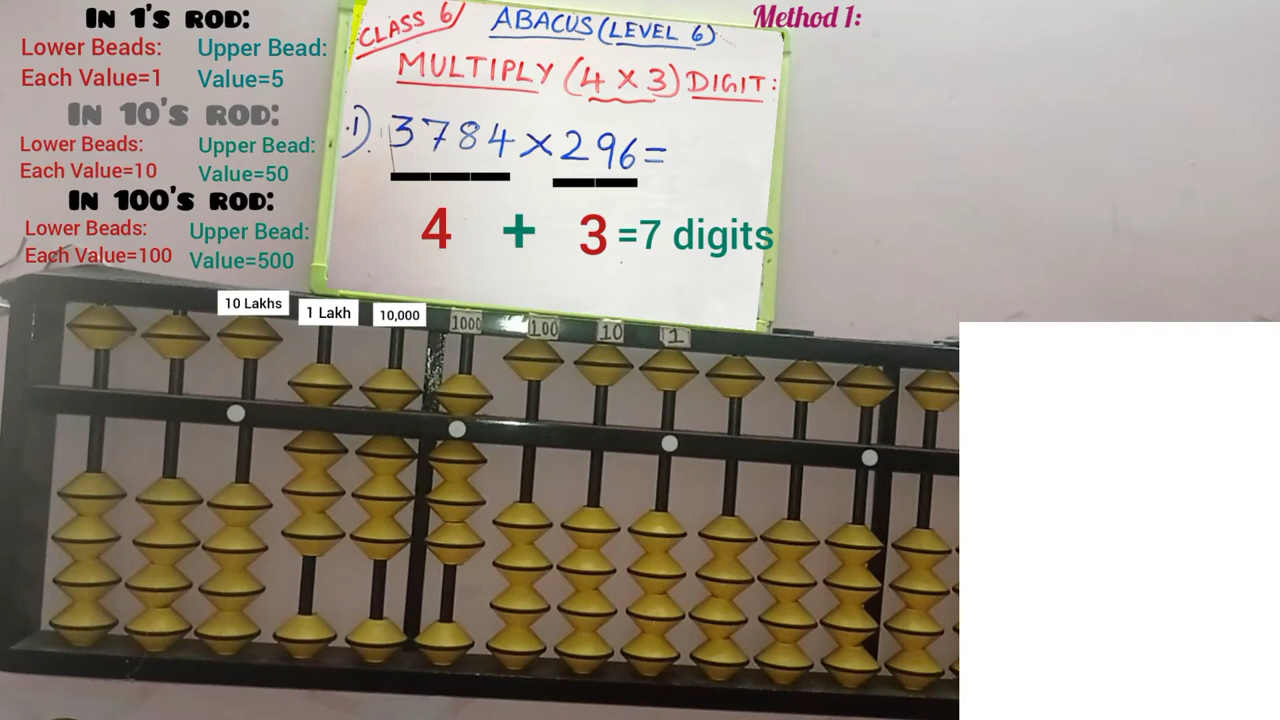 In 1's rod:
Lower Beads: Upper Bead:
Each Value=1 Value=5
In 10's rod:
Lower Beads: Upper Bead:
Each Value=10 Value=50
In 100's rod:
Lower Beads: Upper Bead:
Each Value=100 Value=500
Method 1:
CLASS 6/ ABACUS (LEVEL 6)
MULTIPLY (4 X 3) DIGIT:
1). 3784 × 296 =
4 + 3 =7 digits
10 Lakhs 1 Lakh 10,000 1000 100 10 1